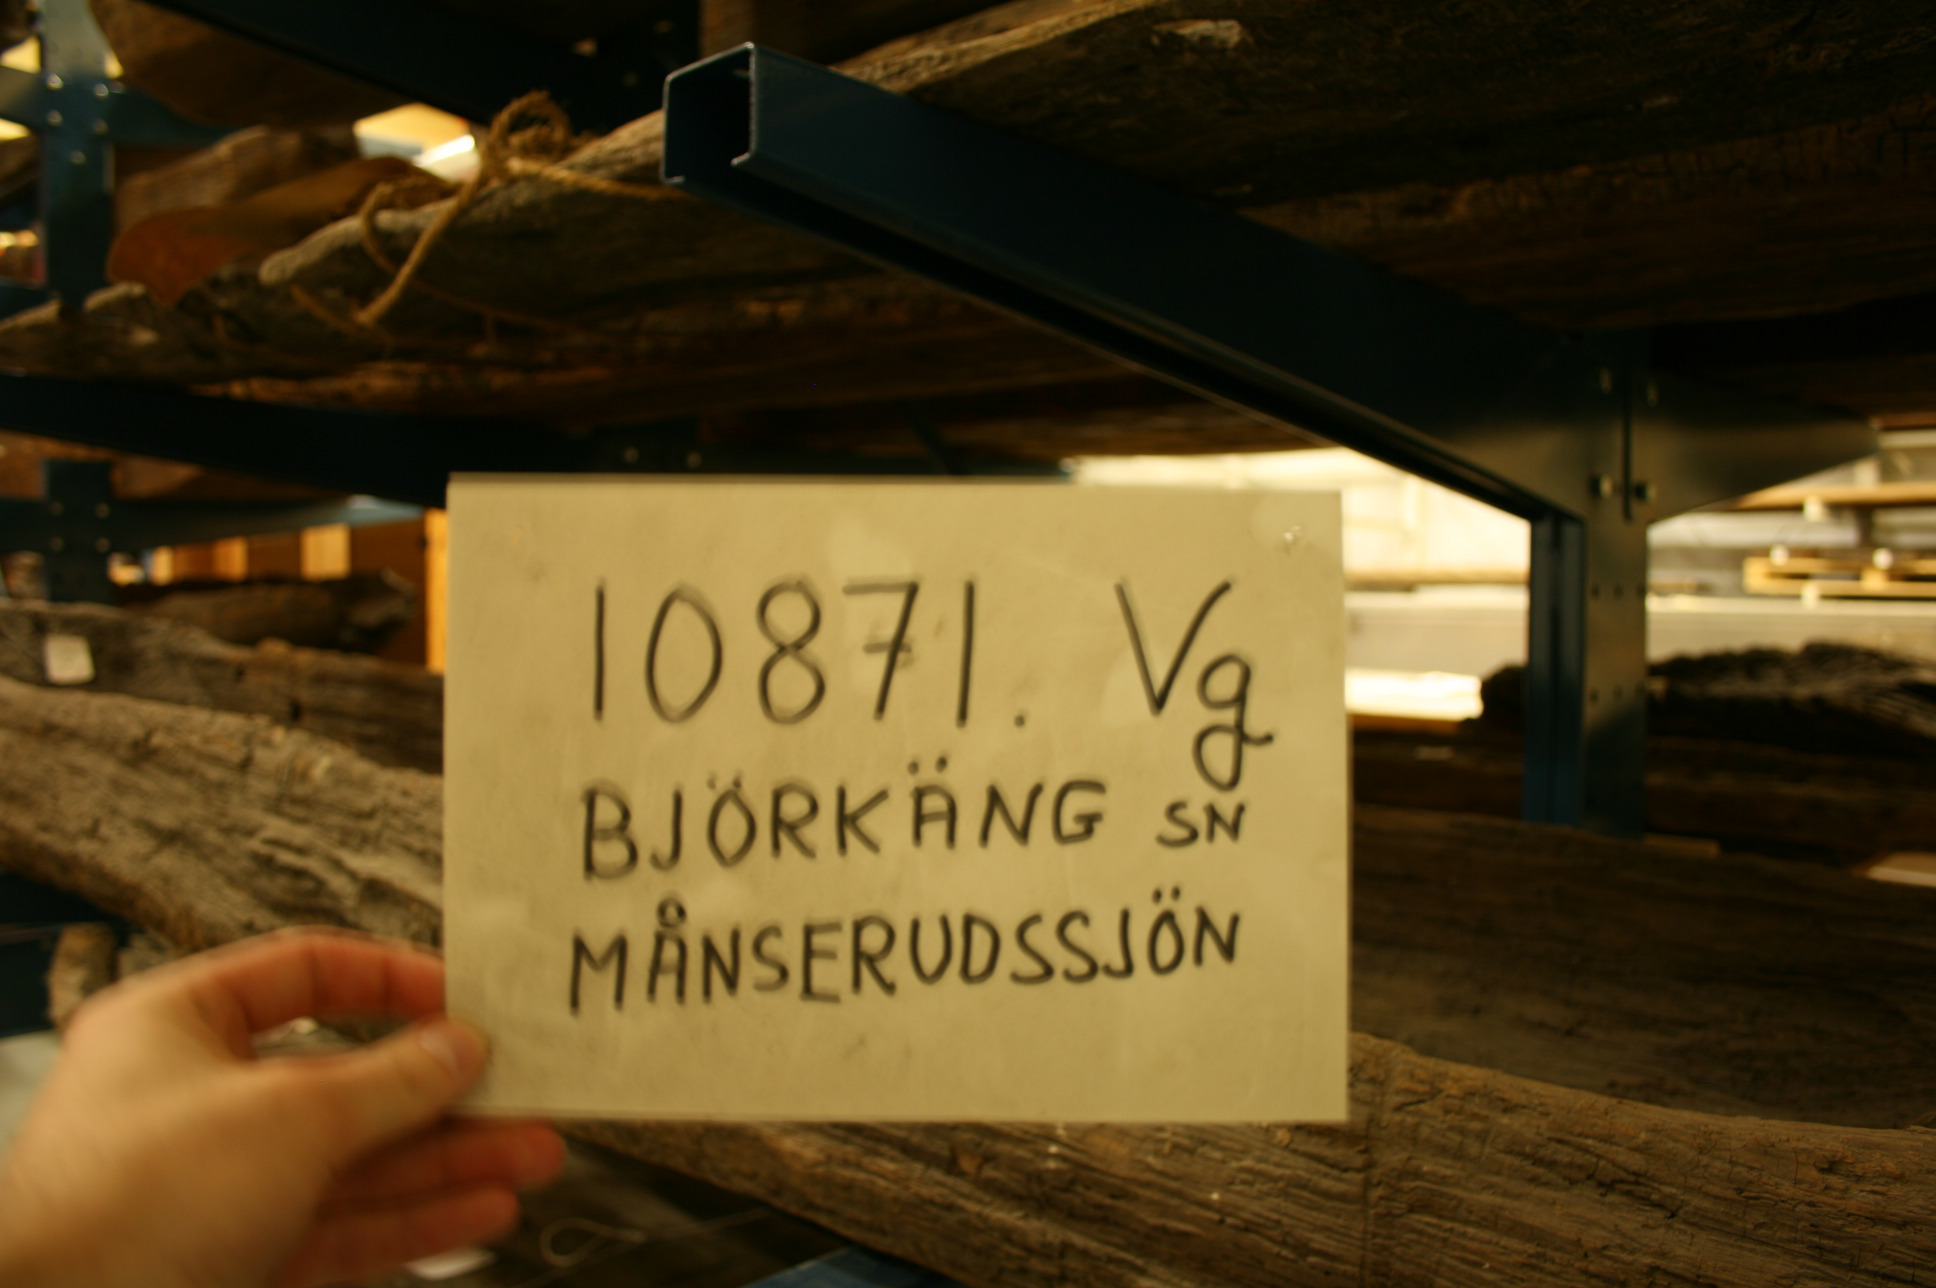 10871. Vg
BJÖRKÄNG SN
MÅNSERUDSSJÖN